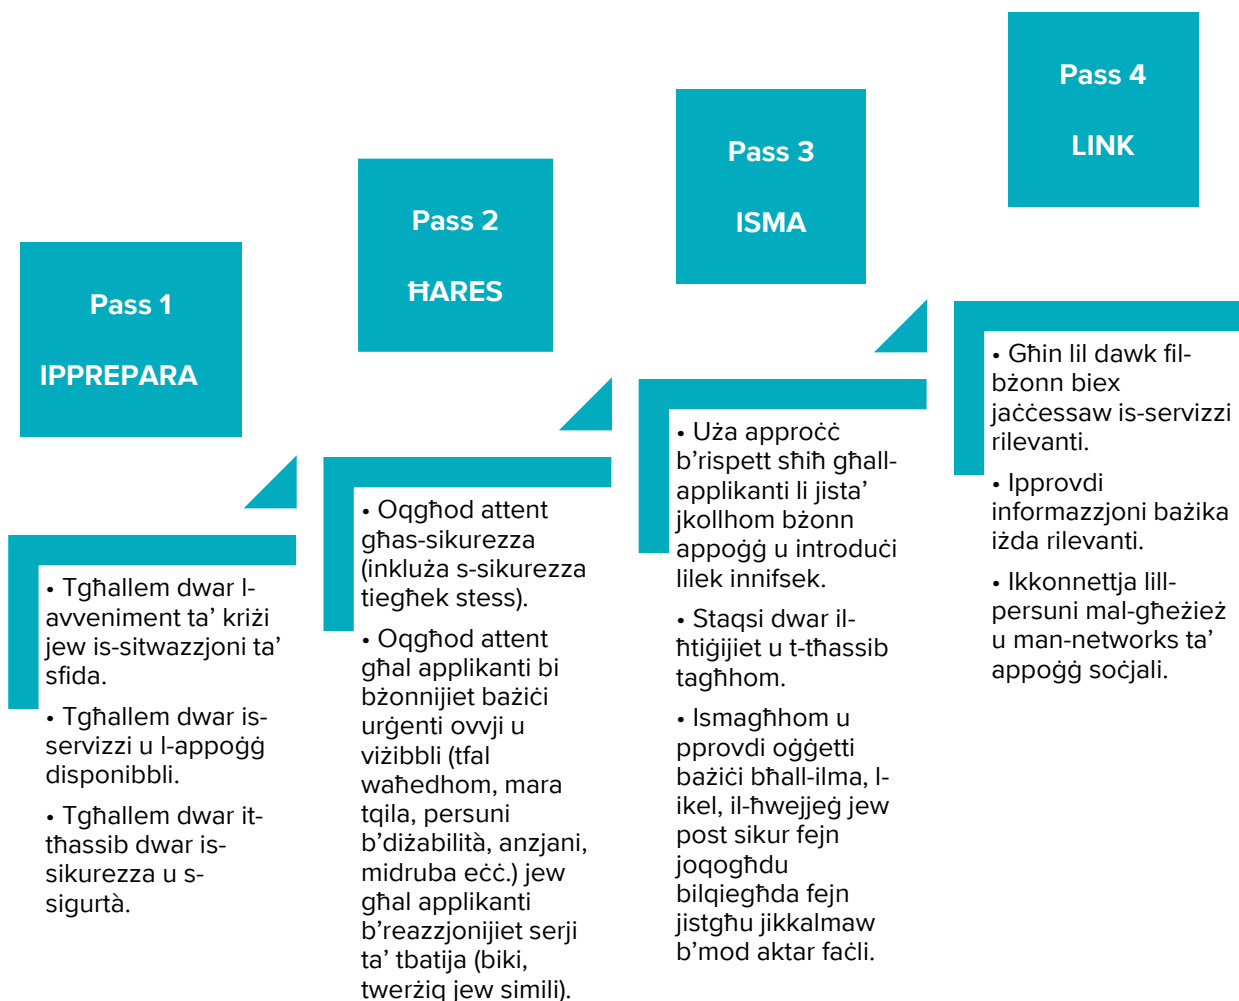 Pass 1
IPPREPARA
• Tgħallem dwar l-
avveniment ta’ kriżi
jew is-sitwazzjoni ta’
sfida.
• Tgħallem dwar is-
servizzi u l-appoġġ
disponibbli.
• Tgħallem dwar it-
tħassib dwar is-
sikurezza u s-
sigurtà.
Pass 2
ĦARES
• Oqgħod attent
għas-sikurezza
(inkluża s-sikurezza
tiegħek stess).
• Oqgħod attent
għal applikanti bi
bżonnijiet bażiċi
urġenti ovvji u
viżibbli (tfal
waħedhom, mara
tqila, persuni
b’diżabilità, anzjani,
midruba eċċ.) jew
għal applikanti
b’reazzjonijiet serji
ta’ tbatija (biki,
twerżiq jew simili).
Pass 3
ISMA
• Uża approċċ
b’rispett sħiħ għall-
applikanti li jista’
jkollhom bżonn
appoġġ u introduċi
lilek innifsek.
• Staqsi dwar il-
ħtiġijiet u t-tħassib
tagħhom.
• Ismagħhom u
pprovdi oġġetti
bażiċi bħall-ilma, l-
ikel, il-ħwejjeġ jew
post sikur fejn
joqogħdu
bilqiegħda fejn
jistgħu jikkalmaw
b’mod aktar faċli.
Pass 4
LINK
• Għin lil dawk fil-
bżonn biex
jaċċessaw is-servizzi
rilevanti.
• Ipprovdi
informazzjoni bażika
iżda rilevanti.
• Ikkonnettja lill-
persuni mal-għeżież
u man-networks ta’
appoġġ soċjali.